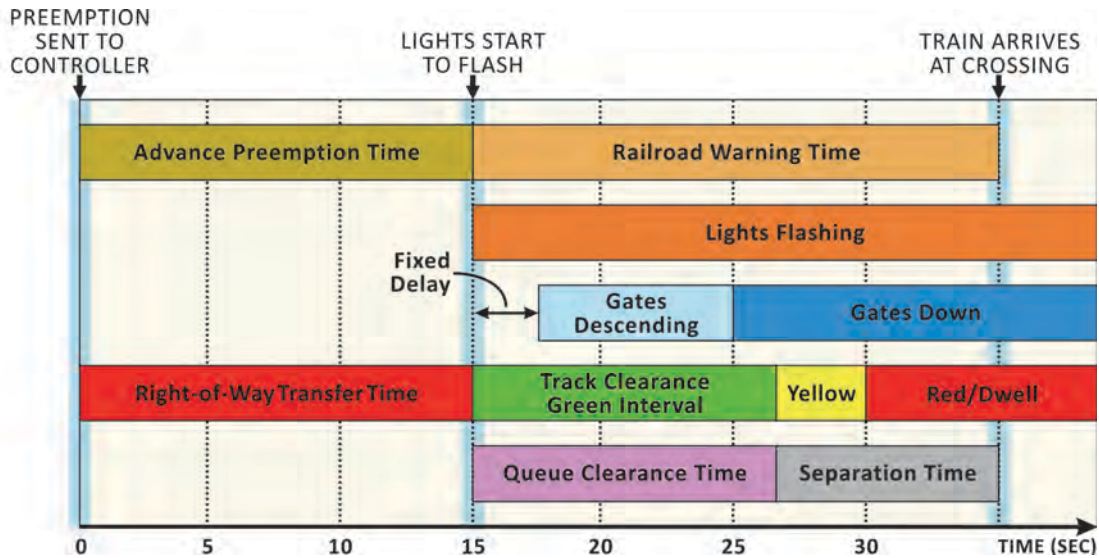 PREEMPTION
SENT TO
CONTROLLER
LIGHTS START
TO FLASH
TRAIN ARRIVES
AT CROSSING
Advance Preemption Time
Railroad Warning Time
Lights Flashing
Fixed
Delay
Gates
Descending
Gates Down
Right-of-Way Transfer Time
Track Clearance
Green Interval
Yellow
Red/Dwell
Queue Clearance Time
Separation Time
0 5 10 15 20 25 30 TIME (SEC)